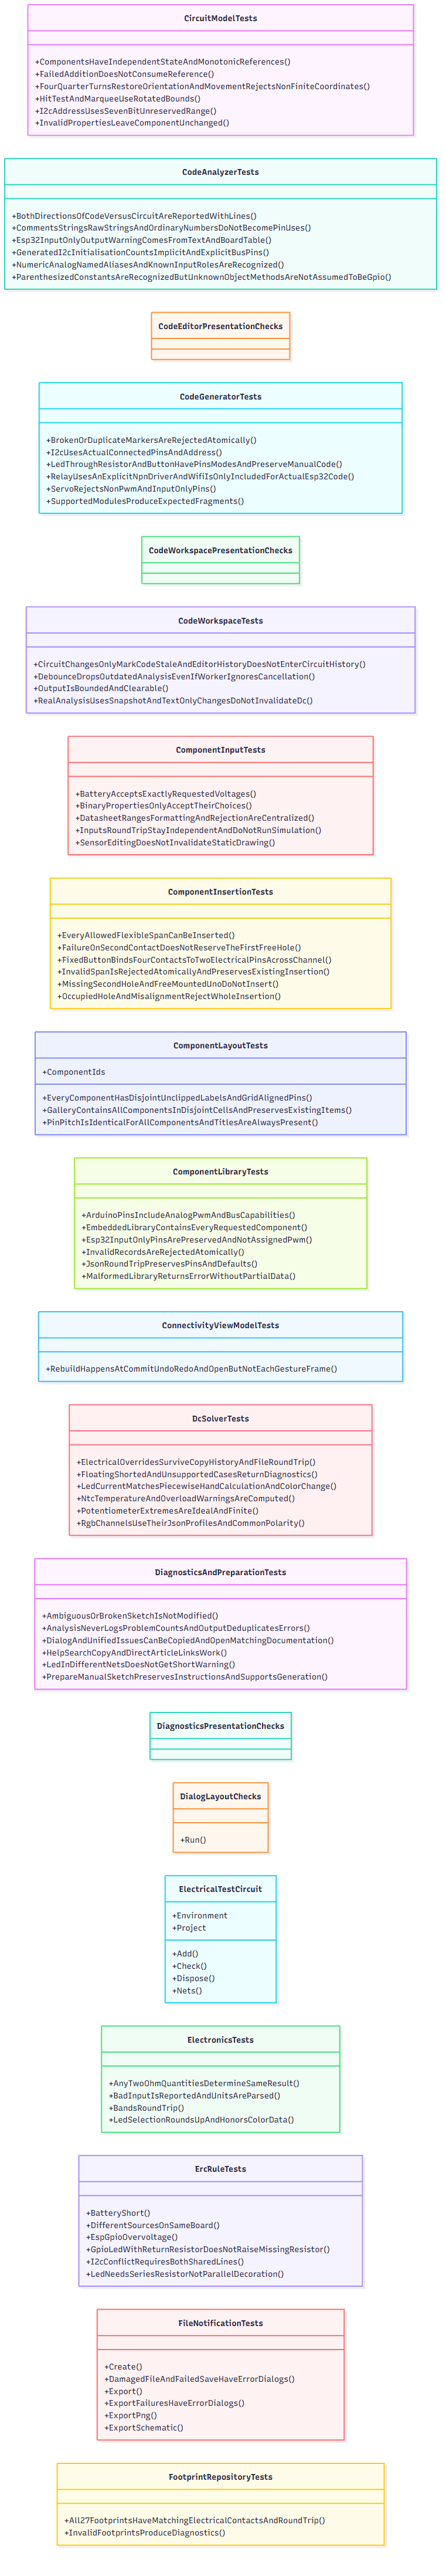 CircuitModelTests
+ComponentsHaveIndependentStateAndMonotonicReferences()
+FailedAdditionDoesNotConsumeReference()
+FourQuarterTurnsRestoreOrientationAndMovementRejectsNonFiniteCoordinates()
+HitTestAndMarqueeUseRotatedBounds()
+I2cAddressUsesSevenBitUnreservedRange()
+InvalidPropertiesLeaveComponentUnchanged()
CodeAnalyzerTests
+BothDirectionsOfCodeVersusCircuitAreReportedWithLines()
+CommentsStringsRawStringsAndOrdinaryNumbersDoNotBecomePinUses()
+Esp32InputOnlyOutputWarningComesFromTextAndBoardTable()
+GeneratedI2cInitialisationCountsImplicitAndExplicitBusPins()
+NumericAnalogNamedAliasesAndKnownInputRolesAreRecognized()
+ParenthesizedConstantsAreRecognizedButUnknownObjectMethodsAreNotAssumedToBeGpio()
CodeEditorPresentationChecks
CodeGeneratorTests
+BrokenOrDuplicateMarkersAreRejectedAtomically()
+I2cUsesActualConnectedPinsAndAddress()
+LedThroughResistorAndButtonHavePinsModesAndPreserveManualCode()
+RelayUsesAnExplicitNpnDriverAndWifiIsOnlyIncludedForActualEsp32Code()
+ServoRejectsNonPwmAndInputOnlyPins()
+SupportedModulesProduceExpectedFragments()
CodeWorkspacePresentationChecks
CodeWorkspaceTests
+CircuitChangesOnlyMarkCodeStaleAndEditorHistoryDoesNotEnterCircuitHistory()
+DebounceDropsOutdatedAnalysisEvenIfWorkerIgnoresCancellation()
+OutputIsBoundedAndClearable()
+RealAnalysisUsesSnapshotAndTextOnlyChangesDoNotInvalidateDc()
ComponentInputTests
+BatteryAcceptsExactlyRequestedVoltages()
+BinaryPropertiesOnlyAcceptTheirChoices()
+DatasheetRangesFormattingAndRejectionAreCentralized()
+InputsRoundTripStayIndependentAndDoNotRunSimulation()
+SensorEditingDoesNotInvalidateStaticDrawing()
ComponentInsertionTests
+EveryAllowedFlexibleSpanCanBeInserted()
+FailureOnSecondContactDoesNotReserveTheFirstFreeHole()
+FixedButtonBindsFourContactsToTwoElectricalPinsAcrossChannel()
+InvalidSpanIsRejectedAtomicallyAndPreservesExistingInsertion()
+MissingSecondHoleAndFreeMountedUnoDoNotInsert()
+OccupiedHoleAndMisalignmentRejectWholeInsertion()
ComponentLayoutTests
+ComponentIds
+EveryComponentHasDisjointUnclippedLabelsAndGridAlignedPins()
+GalleryContainsAllComponentsInDisjointCellsAndPreservesExistingItems()
+PinPitchIsIdenticalForAllComponentsAndTitlesAreAlwaysPresent()
ComponentLibraryTests
+ArduinoPinsIncludeAnalogPwmAndBusCapabilities()
+EmbeddedLibraryContainsEveryRequestedComponent()
+Esp32InputOnlyPinsArePreservedAndNotAssignedPwm()
+InvalidRecordsAreRejectedAtomically()
+JsonRoundTripPreservesPinsAndDefaults()
+MalformedLibraryReturnsErrorWithoutPartialData()
ConnectivityViewModelTests
+RebuildHappensAtCommitUndoRedoAndOpenButNotEachGestureFrame()
DcSolverTests
+ElectricalOverridesSurviveCopyHistoryAndFileRoundTrip()
+FloatingShortedAndUnsupportedCasesReturnDiagnostics()
+LedCurrentMatchesPiecewiseHandCalculationAndColorChange()
+NtcTemperatureAndOverloadWarningsAreComputed()
+PotentiometerExtremesAreIdealAndFinite()
+RgbChannelsUseTheirJsonProfilesAndCommonPolarity()
DiagnosticsAndPreparationTests
+AmbiguousOrBrokenSketchIsNotModified()
+AnalysisNeverLogsProblemCountsAndOutputDeduplicatesErrors()
+DialogAndUnifiedIssuesCanBeCopiedAndOpenMatchingDocumentation()
+HelpSearchCopyAndDirectArticleLinksWork()
+LedInDifferentNetsDoesNotGetShortWarning()
+PrepareManualSketchPreservesInstructionsAndSupportsGeneration()
DiagnosticsPresentationChecks
DialogLayoutChecks
+Run()
ElectricalTestCircuit
+Environment
+Project
+Add()
+Check()
+Dispose()
+Nets()
ElectronicsTests
+AnyTwoOhmQuantitiesDetermineSameResult()
+BadInputIsReportedAndUnitsAreParsed()
+BandsRoundTrip()
+LedSelectionRoundsUpAndHonorsColorData()
ErcRuleTests
+BatteryShort()
+DifferentSourcesOnSameBoard()
+EspGpioOvervoltage()
+GpioLedWithReturnResistorDoesNotRaiseMissingResistor()
+I2cConflictRequiresBothSharedLines()
+LedNeedsSeriesResistorNotParallelDecoration()
FileNotificationTests
+Create()
+DamagedFileAndFailedSaveHaveErrorDialogs()
+Export()
+ExportFailuresHaveErrorDialogs()
+ExportPng()
+ExportSchematic()
FootprintRepositoryTests
+All27FootprintsHaveMatchingElectricalContactsAndRoundTrip()
+InvalidFootprintsProduceDiagnostics()